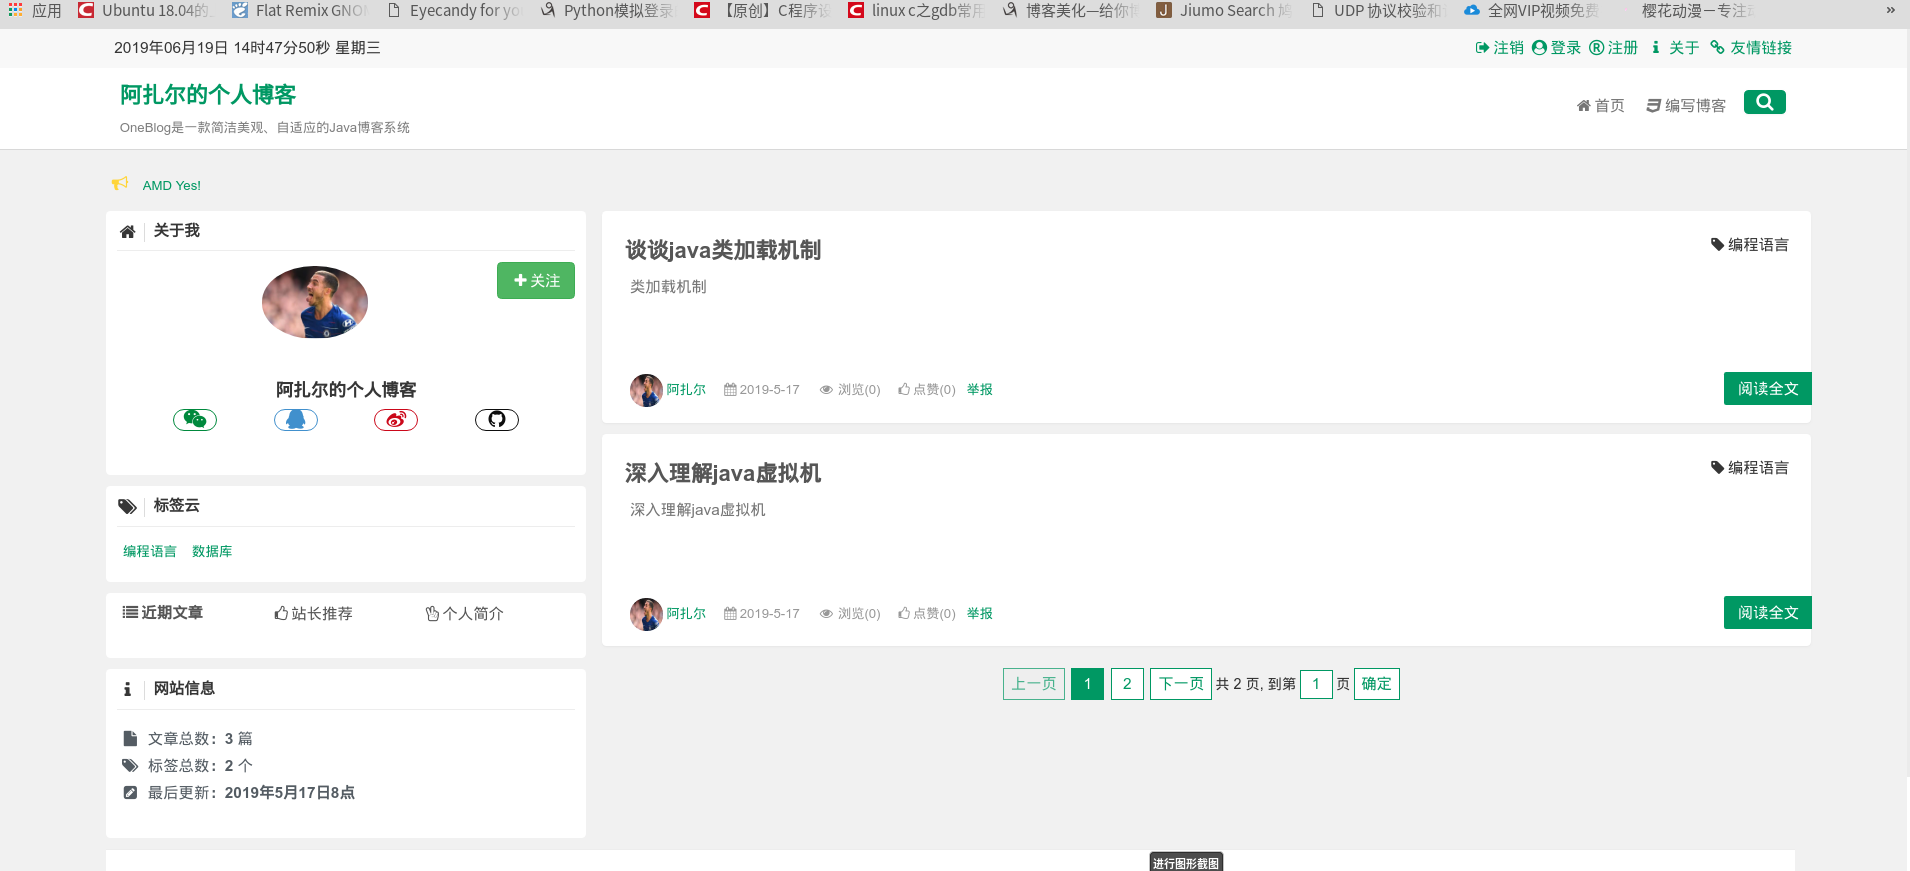 应用 Ubuntu 18.04的 Flat Remix GNO Eyecandy for yo Python模拟登录 【原创】C程序设 linux c之gdb常用 博客美化—给你博 Jiumo Search 鸠 UDP 协议校验和 全网VIP视频免费 樱花动漫－专注动 »
2019年06月19日 14时47分50秒 星期三 注销 登录 注册 关于 友情链接
阿扎尔的个人博客
OneBlog是一款简洁美观、自适应的Java博客系统
首页 编写博客
AMD Yes!
关于我
关注
阿扎尔的个人博客
标签云
编程语言 数据库
近期文章 站长推荐 个人简介
网站信息
文章总数：3 篇
标签总数：2 个
最后更新：2019年5月17日8点
谈谈java类加载机制
编程语言
类加载机制
阿扎尔 2019-5-17 浏览(0) 点赞(0) 举报
阅读全文
深入理解java虚拟机
编程语言
深入理解java虚拟机
阿扎尔 2019-5-17 浏览(0) 点赞(0) 举报
阅读全文
上一页 1 2 下一页 共 2 页, 到第 1 页 确定
进行图形截图